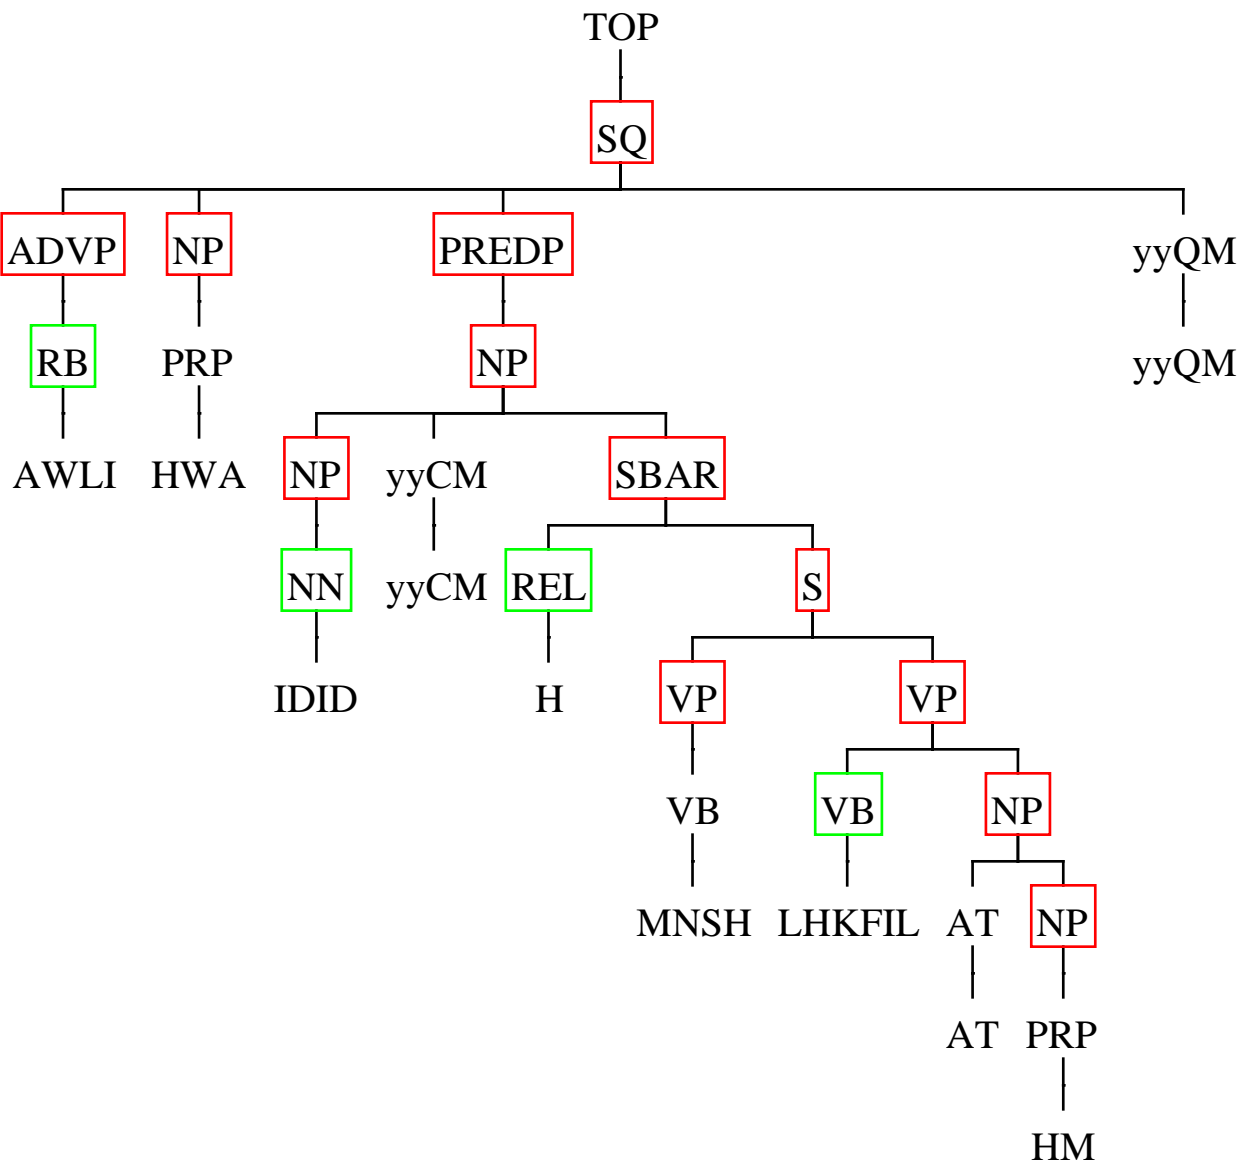 TOP
SQ
ADVP NP PREDP yyQM
RB PRP NP yyQM
AWLI HWA NP yyCM SBAR
NN yyCM REL S
IDID H VP VP
VB VB NP
MNSH LHKFIL AT NP
AT PRP
HM